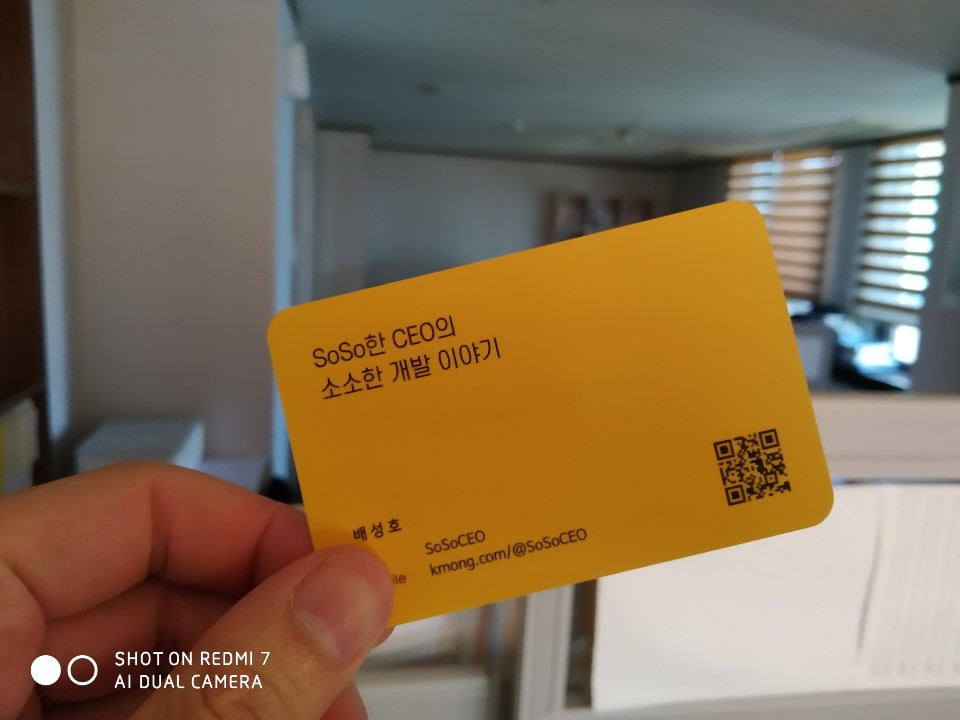 SoSo한 CEO의
소소한 개발 이야기
배성호
SoSoCEO
kmong.com/@SoSoCEO
SHOT ON REDMI 7
AI DUAL CAMERA